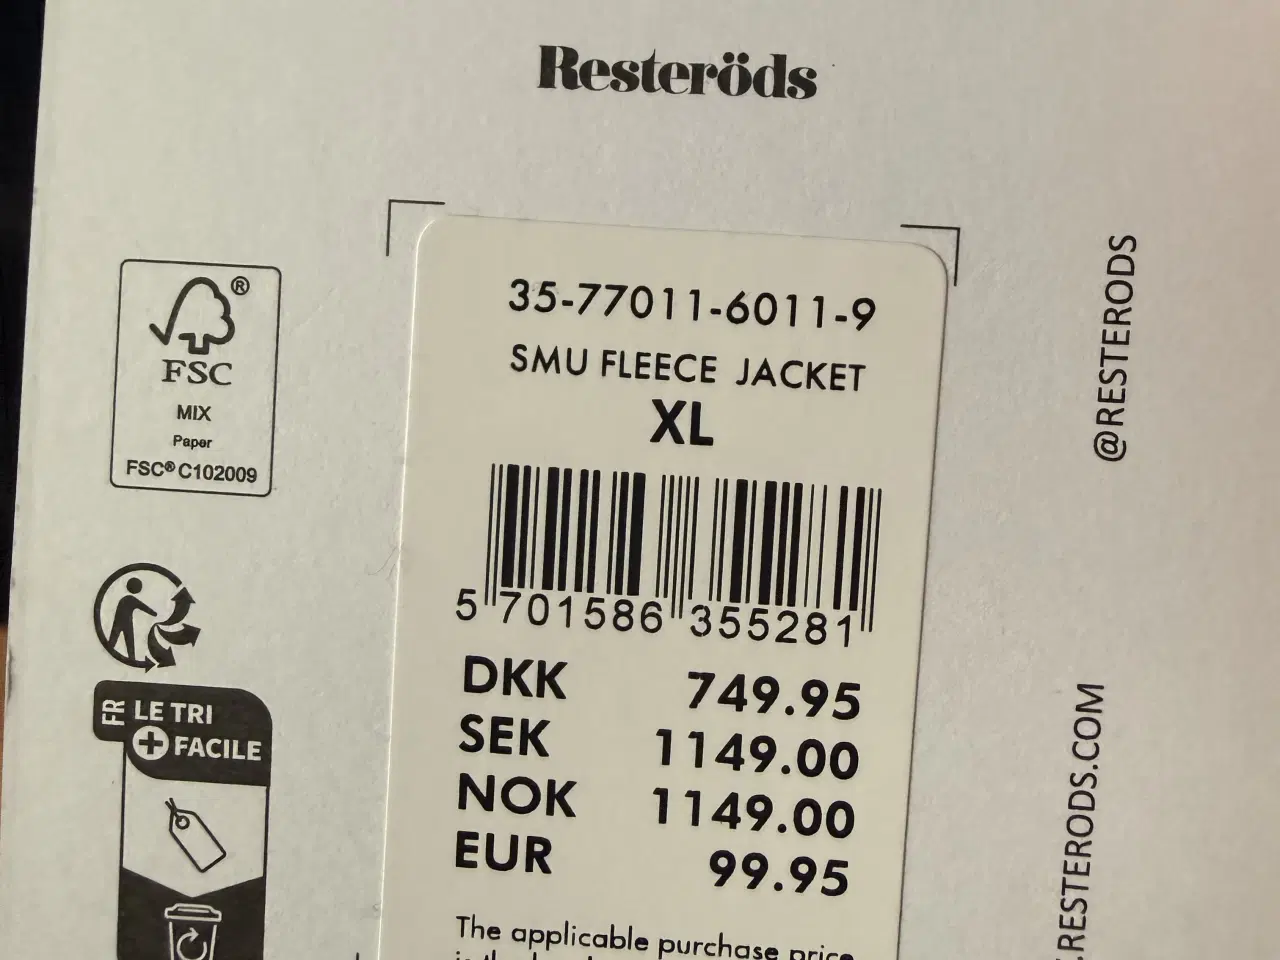 Resteröds
35-77011-6011-9
SMU FLEECE JACKET
XL
5 701586 355281
DKK 749.95
SEK 1149.00
NOK 1149.00
EUR 99.95
The applicable purchase price
®
FSC
MIX
Paper
FSC® C102009
FR
LE TRI
+ FACILE
@RESTERODS
.RESTERODS.COM